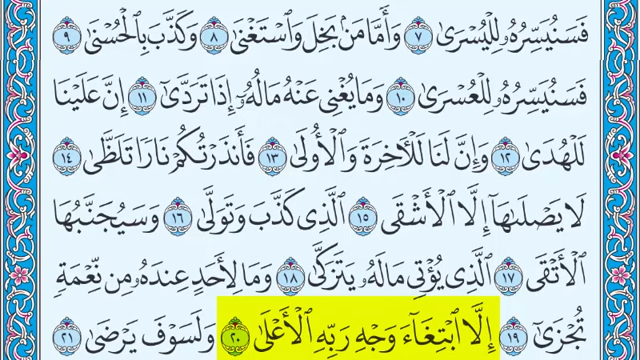 فَسَنُيَسِّرُهُۥ لِلْيُسْرَىٰ ٧ وَأَمَّا مَنۢ بَخِلَ وَٱسْتَغْنَىٰ ٨ وَكَذَّبَ بِٱلْحُسْنَىٰ ٩
فَسَنُيَسِّرُهُۥ لِلْعُسْرَىٰ ١٠ وَمَا يُغْنِى عَنْهُ مَالُهُۥٓ إِذَا تَرَدَّىٰٓ ١١ إِنَّ عَلَيْنَا
لَلْهُدَىٰ ١٢ وَإِنَّ لَنَا لَلْءَاخِرَةَ وَٱلْأُولَىٰ ١٣ فَأَنذَرْتُكُمْ نَارًا تَلَظَّىٰ ١٤
لَا يَصْلَىٰهَآ إِلَّا ٱلْأَشْقَى ١٥ ٱلَّذِى كَذَّبَ وَتَوَلَّىٰ ١٦ وَسَيُجَنَّبُهَا
ٱلْأَتْقَى ١٧ ٱلَّذِى يُؤْتِى مَالَهُۥ يَتَزَكَّىٰ ١٨ وَمَا لِأَحَدٍ عِندَهُۥ مِن نِّعْمَةٍ
تُجْزَىٰٓ ١٩ إِلَّا ٱبْتِغَآءَ وَجْهِ رَبِّهِ ٱلْأَعْلَىٰ ٢٠ وَلَسَوْفَ يَرْضَىٰ ٢١